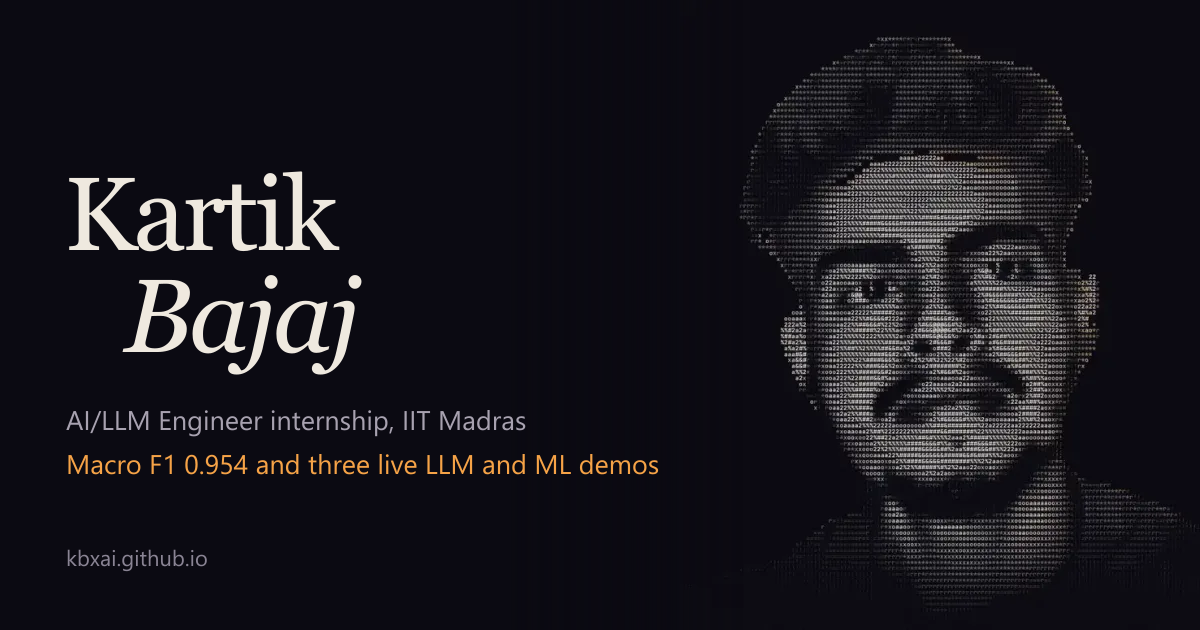 Kartik
Bajaj
AI/LLM Engineer internship, IIT Madras
Macro F1 0.954 and three live LLM and ML demos
kbxai.github.io